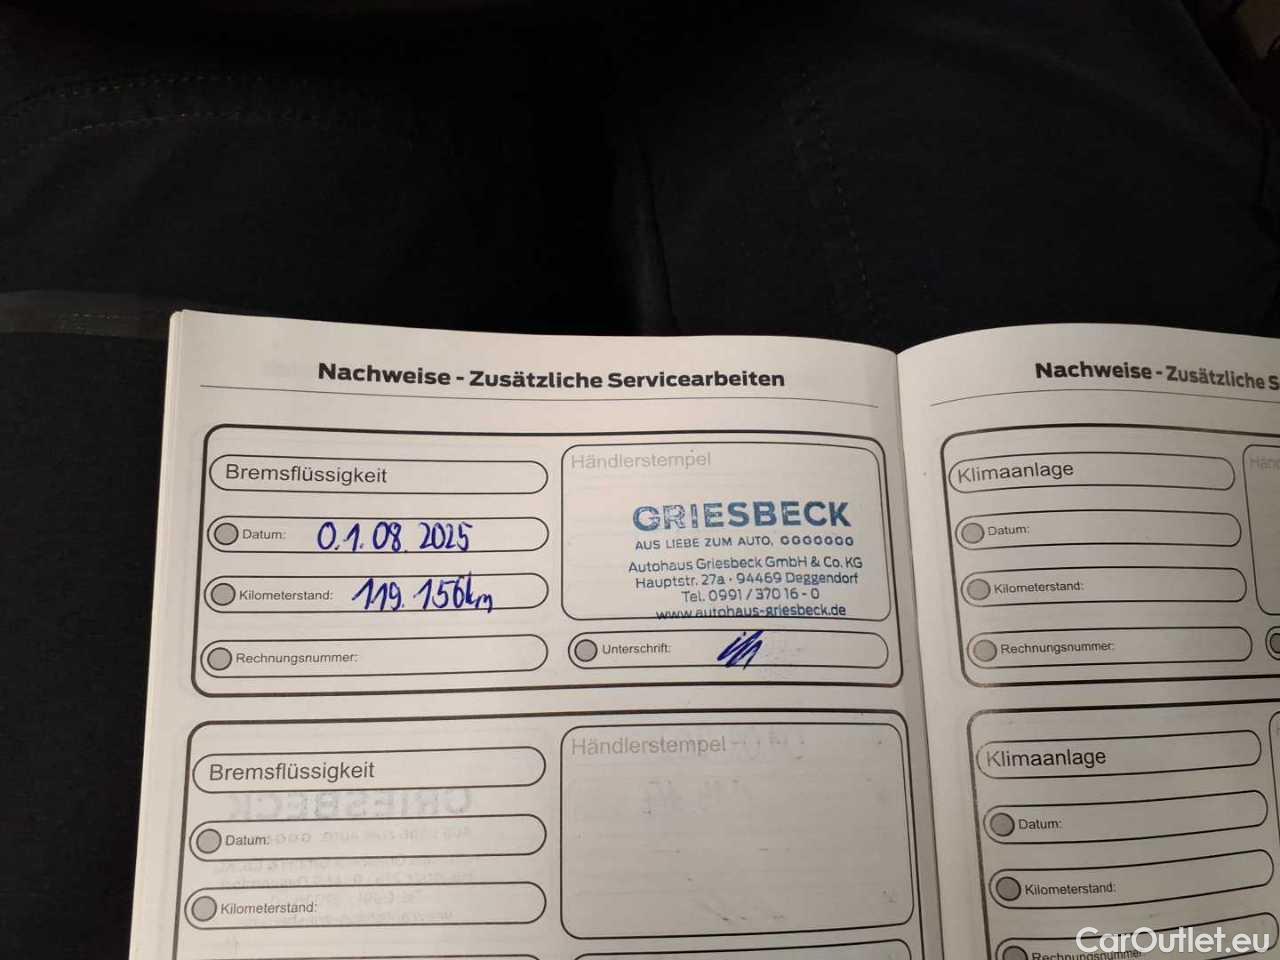 Nachweise - Zusätzliche Servicearbeiten
Bremsflüssigkeit
Datum: 01.08.2025
Kilometerstand: 119.156km
Rechnungsnummer:
Händlerstempel
GRIESBECK
AUS LIEBE ZUM AUTO,
Autohaus Griesbeck GmbH & Co. KG
Hauptstr. 27a · 94469 Deggendorf
Tel. 0991 / 370 16 - 0
www.autohaus-griesbeck.de
Unterschrift:
Bremsflüssigkeit
Datum:
Kilometerstand:
Händlerstempel
Nachweise - Zusätzliche S
Klimaanlage
Datum:
Kilometerstand:
Rechnungsnummer:
Händ
Klimaanlage
Datum:
Kilometerstand:
Rechnungsnummer:
CarOutlet.eu